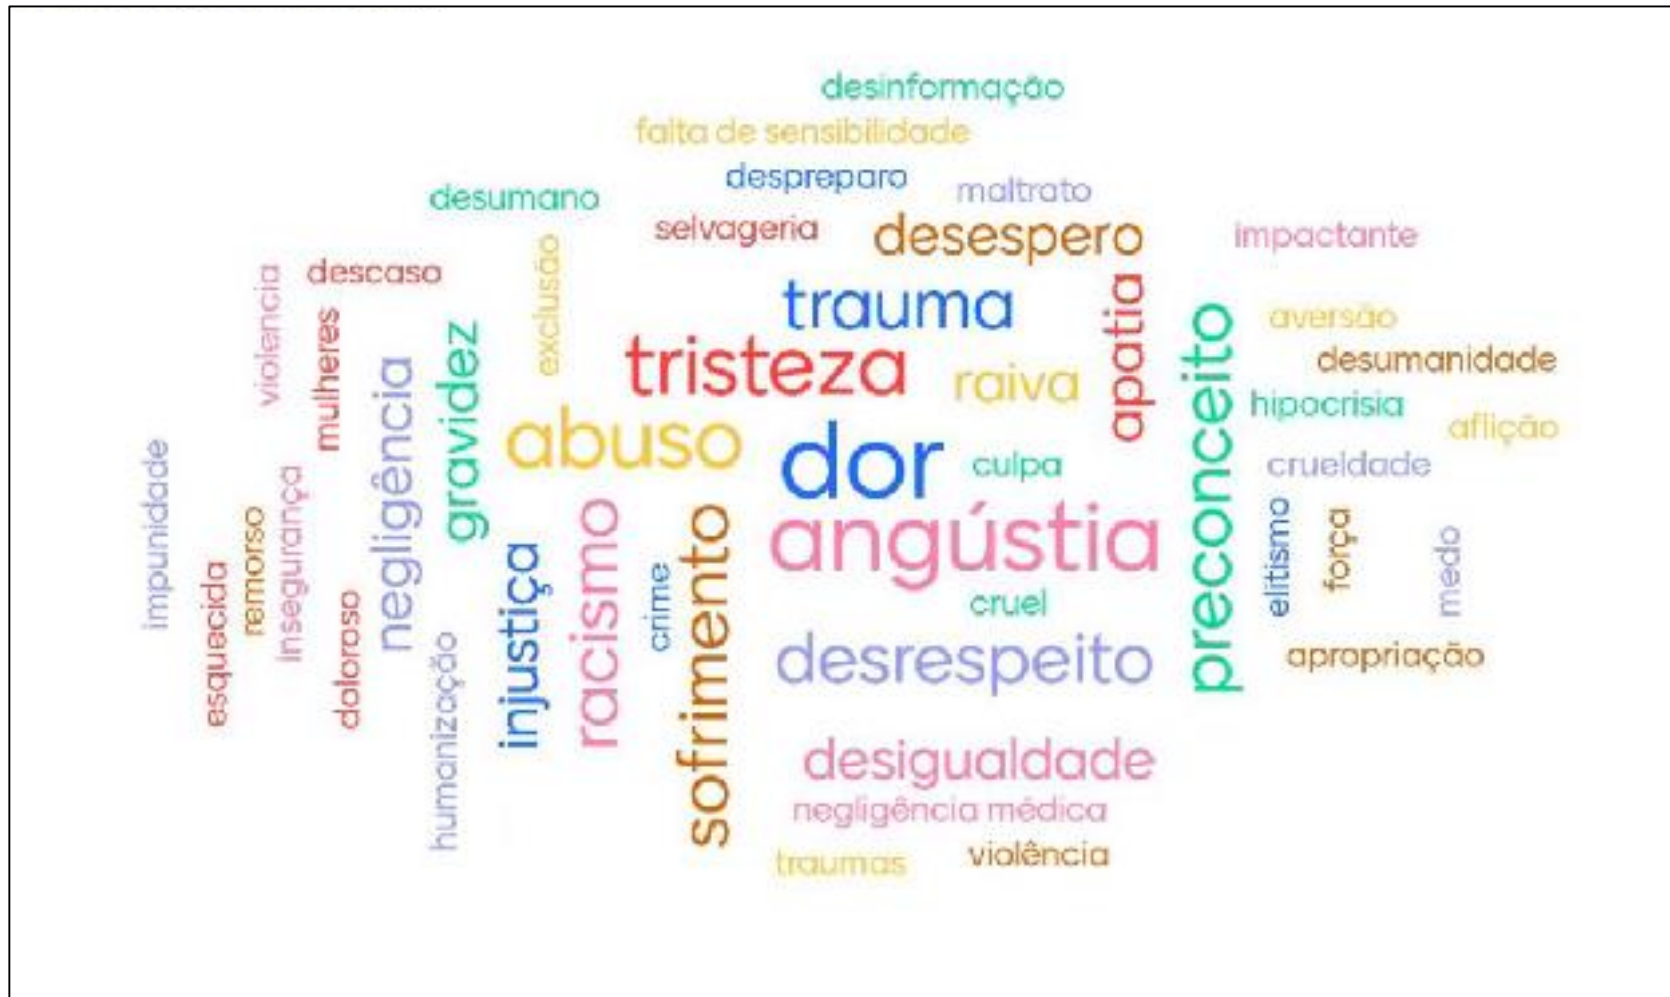 desinformação
falta de sensibilidade
despreparo
maltrato
desumano
selvageria
desespero
impactante
exclusão
violencia
descaso
trauma
apatia
mulheres
preconceito
aversão
gravidez
tristeza
desumanidade
negligência
raiva
hipocrisia
abuso
dor
aflição
culpa
crueldade
impunidade
insegurança
racismo
sofrimento
angústia
elitismo
força
remorso
medo
injustiça
esquecida
crime
doloroso
cruel
humanização
desrespeito
apropriação
desigualdade
negligência médica
traumas
violência